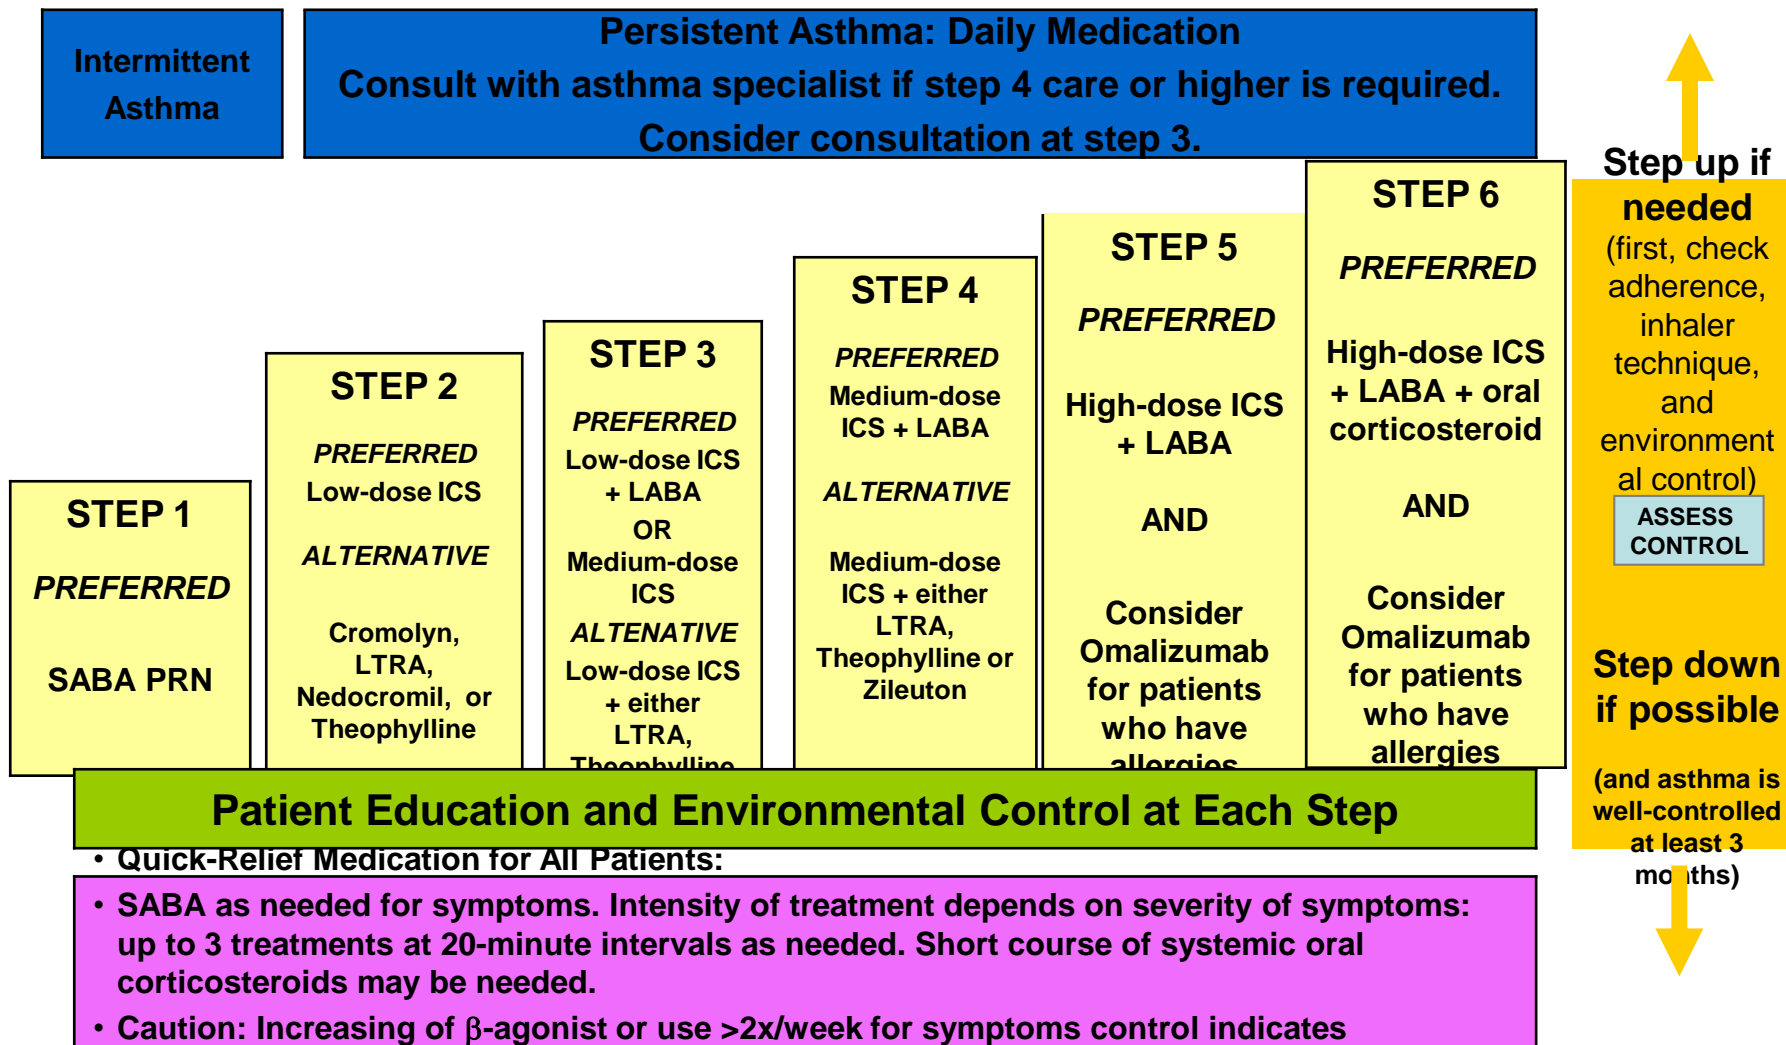 Intermittent
Asthma
Persistent Asthma: Daily Medication
Consult with asthma specialist if step 4 care or higher is required.
Consider consultation at step 3.
STEP 1
PREFERRED
SABA PRN
STEP 2
PREFERRED
Low-dose ICS
ALTERNATIVE
Cromolyn,
LTRA,
Nedocromil, or
Theophylline
STEP 3
PREFERRED
Low-dose ICS
+ LABA
OR
Medium-dose
ICS
ALTENATIVE
Low-dose ICS
+ either
LTRA,
Theophylline
STEP 4
PREFERRED
Medium-dose
ICS + LABA
ALTERNATIVE
Medium-dose
ICS + either
LTRA,
Theophylline or
Zileuton
STEP 5
PREFERRED
High-dose ICS
+ LABA
AND
Consider
Omalizumab
for patients
who have
allergies
STEP 6
PREFERRED
High-dose ICS
+ LABA + oral
corticosteroid
AND
Consider
Omalizumab
for patients
who have
allergies
Step up if
needed
(first, check
adherence,
inhaler
technique,
and
environment
al control)
ASSESS
CONTROL
Step down
if possible
(and asthma is
well-controlled
at least 3
months)
Patient Education and Environmental Control at Each Step
• Quick-Relief Medication for All Patients:
• SABA as needed for symptoms. Intensity of treatment depends on severity of symptoms:
up to 3 treatments at 20-minute intervals as needed. Short course of systemic oral
corticosteroids may be needed.
• Caution: Increasing of β-agonist or use >2x/week for symptoms control indicates